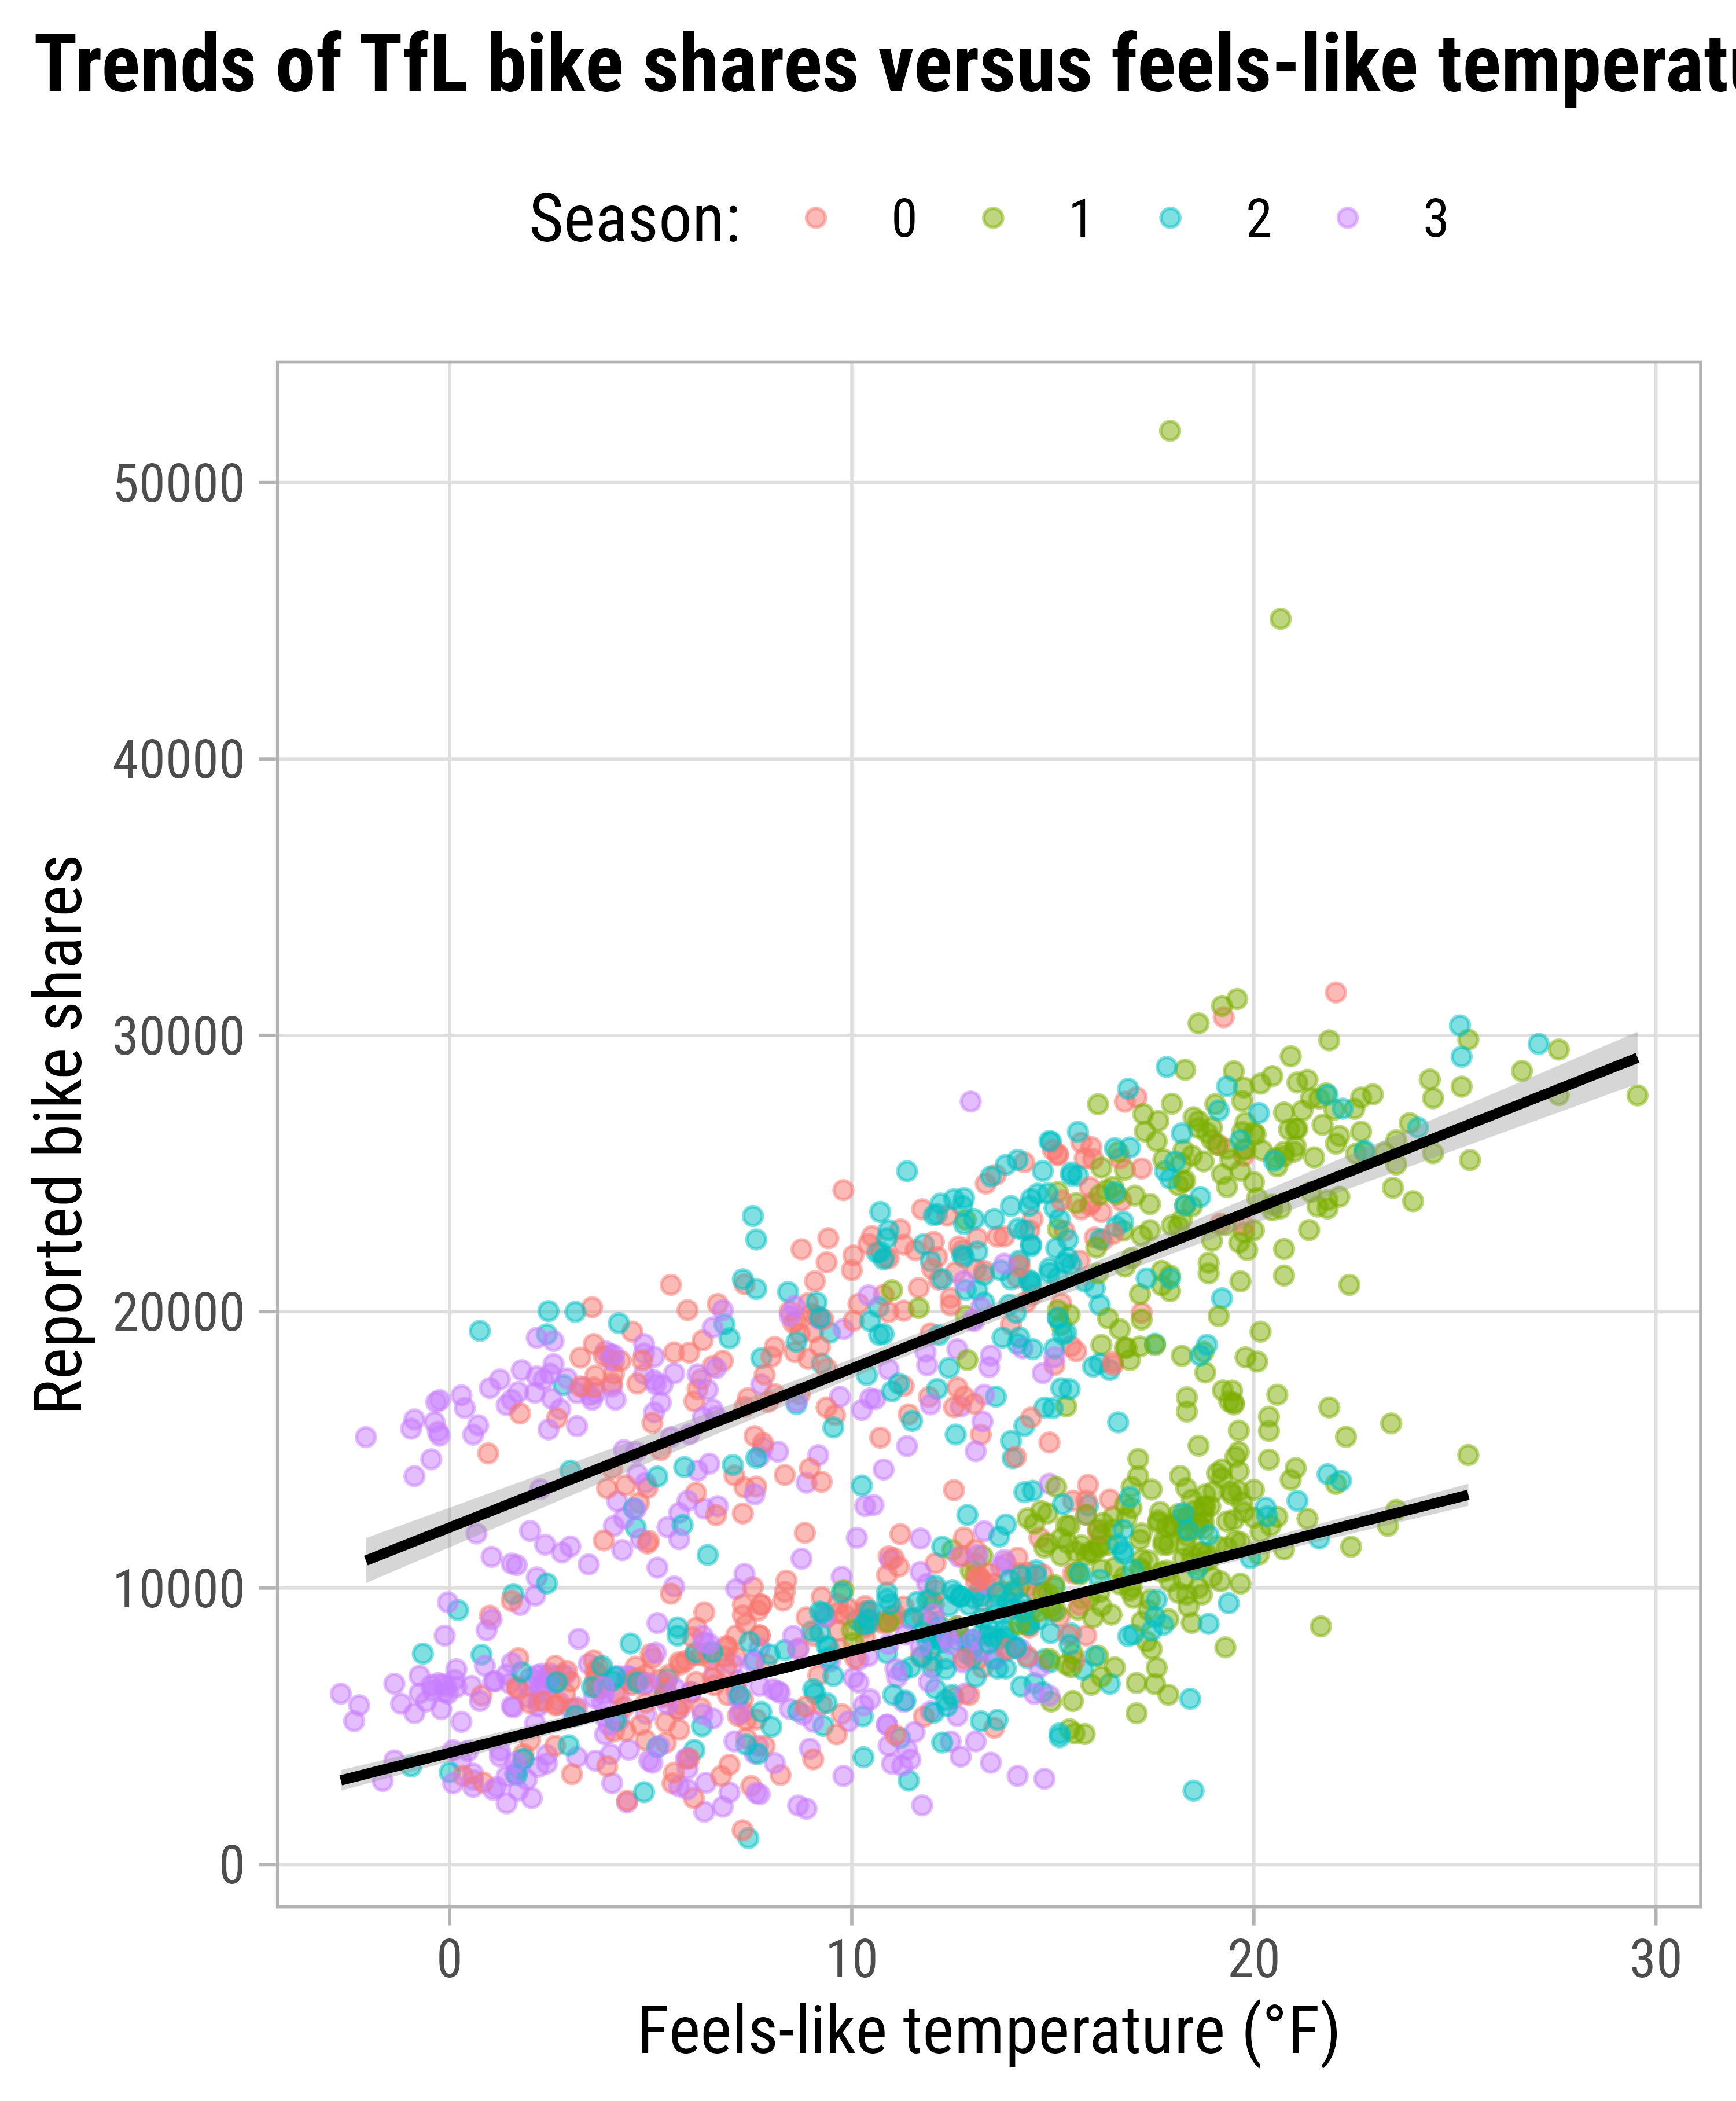 Trends of TfL bike shares versus feels-like
Season: 0 1 2 3
50000
40000
30000
20000
10000
0
Reported bike shares
0 10 20 30
Feels-like temperature (°F)